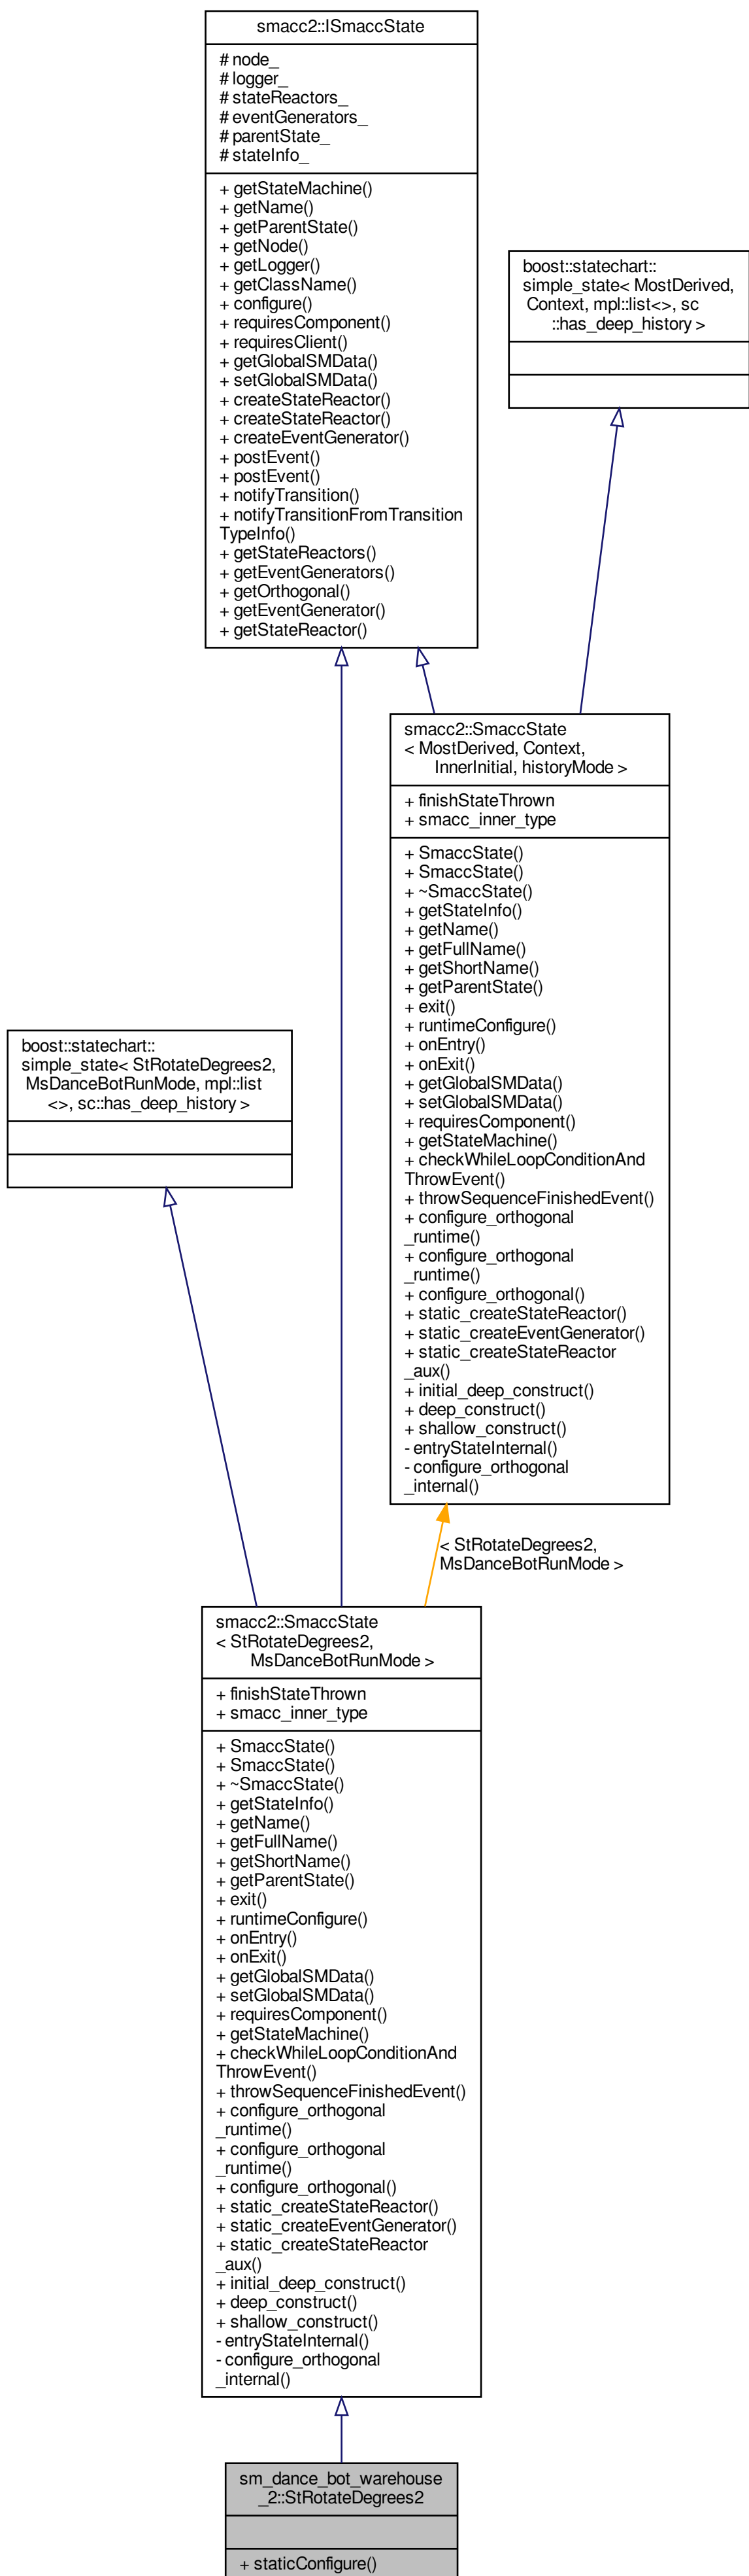 smacc2::ISmaccState
# node_
# logger_
# stateReactors_
# eventGenerators_
# parentState_
# stateInfo_
+ getStateMachine()
+ getName()
+ getParentState()
+ getNode()
+ getLogger()
+ getClassName()
+ configure()
+ requiresComponent()
+ requiresClient()
+ getGlobalSMData()
+ setGlobalSMData()
+ createStateReactor()
+ createStateReactor()
+ createEventGenerator()
+ postEvent()
+ postEvent()
+ notifyTransition()
+ notifyTransitionFromTransition
TypeInfo()
+ getStateReactors()
+ getEventGenerators()
+ getOrthogonal()
+ getEventGenerator()
+ getStateReactor()
boost::statechart::
simple_state< MostDerived,
Context, mpl::list<>, sc
::has_deep_history >
smacc2::SmaccState
< MostDerived, Context,
InnerInitial, historyMode >
+ finishStateThrown
+ smacc_inner_type
+ SmaccState()
+ SmaccState()
+ ~SmaccState()
+ getStateInfo()
+ getName()
+ getFullName()
+ getShortName()
+ getParentState()
+ exit()
+ runtimeConfigure()
+ onEntry()
+ onExit()
+ getGlobalSMData()
+ setGlobalSMData()
+ requiresComponent()
+ getStateMachine()
+ checkWhileLoopConditionAnd
ThrowEvent()
+ throwSequenceFinishedEvent()
+ configure_orthogonal
_runtime()
+ configure_orthogonal
_runtime()
+ configure_orthogonal()
+ static_createStateReactor()
+ static_createEventGenerator()
+ static_createStateReactor
_aux()
+ initial_deep_construct()
+ deep_construct()
+ shallow_construct()
- entryStateInternal()
- configure_orthogonal
_internal()
boost::statechart::
simple_state< StRotateDegrees2,
MsDanceBotRunMode, mpl::list
<>, sc::has_deep_history >
< StRotateDegrees2,
MsDanceBotRunMode >
smacc2::SmaccState
< StRotateDegrees2,
MsDanceBotRunMode >
+ finishStateThrown
+ smacc_inner_type
+ SmaccState()
+ SmaccState()
+ ~SmaccState()
+ getStateInfo()
+ getName()
+ getFullName()
+ getShortName()
+ getParentState()
+ exit()
+ runtimeConfigure()
+ onEntry()
+ onExit()
+ getGlobalSMData()
+ setGlobalSMData()
+ requiresComponent()
+ getStateMachine()
+ checkWhileLoopConditionAnd
ThrowEvent()
+ throwSequenceFinishedEvent()
+ configure_orthogonal
_runtime()
+ configure_orthogonal
_runtime()
+ configure_orthogonal()
+ static_createStateReactor()
+ static_createEventGenerator()
+ static_createStateReactor
_aux()
+ initial_deep_construct()
+ deep_construct()
+ shallow_construct()
- entryStateInternal()
- configure_orthogonal
_internal()
sm_dance_bot_warehouse
_2::StRotateDegrees2
+ staticConfigure()